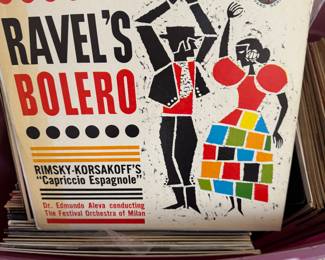 RAVEL'S
BOLERO
RIMSKY-KORSAKOFF'S
"Capriccio Espagnole"
Dr. Edmundo Aleva conducting
The Festival Orchestra of Milan